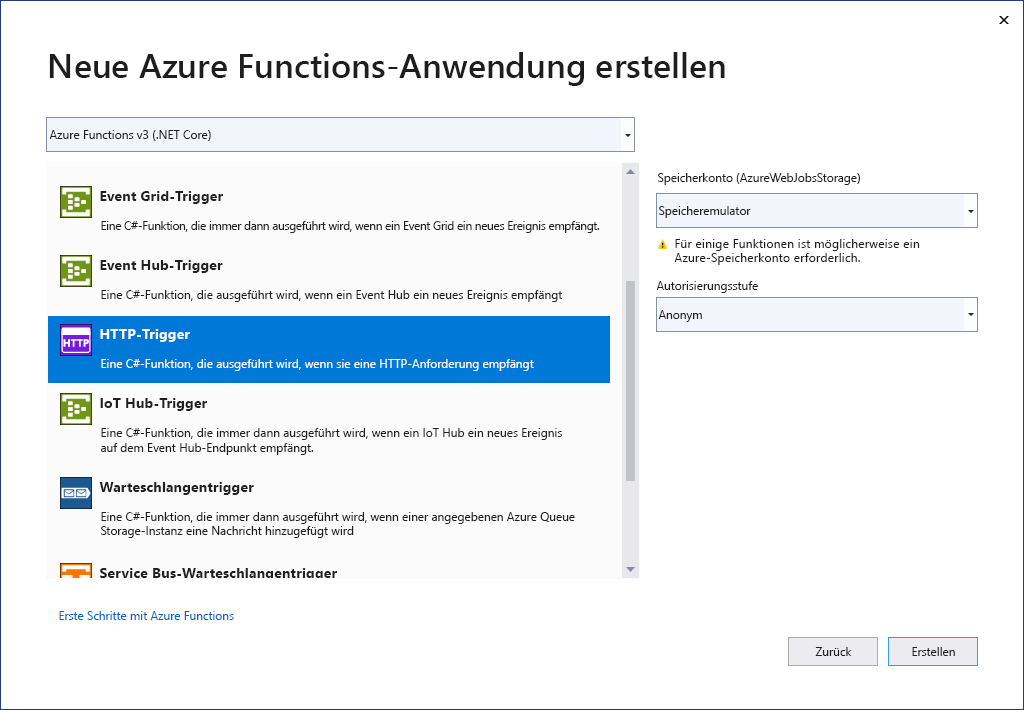 Neue Azure Functions-Anwendung erstellen
Azure Functions v3 (.NET Core)
Event Grid-Trigger
Eine C#-Funktion, die immer dann ausgeführt wird, wenn ein Event Grid ein neues Ereignis empfängt.
Event Hub-Trigger
Eine C#-Funktion, die ausgeführt wird, wenn ein Event Hub ein neues Ereignis empfängt
HTTP
HTTP-Trigger
Eine C#-Funktion, die ausgeführt wird, wenn sie eine HTTP-Anforderung empfängt
IoT Hub-Trigger
Eine C#-Funktion, die immer dann ausgeführt wird, wenn ein IoT Hub ein neues Ereignis
auf dem Event Hub-Endpunkt empfängt.
Warteschlangentrigger
Eine C#-Funktion, die immer dann ausgeführt wird, wenn einer angegebenen Azure Queue
Storage-Instanz eine Nachricht hinzugefügt wird
Service Bus-Warteschlangentrigger
Speicherkonto (AzureWebJobsStorage)
Speicheremulator
Für einige Funktionen ist möglicherweise ein
Azure-Speicherkonto erforderlich.
Autorisierungsstufe
Anonym
Erste Schritte mit Azure Functions
Zurück
Erstellen